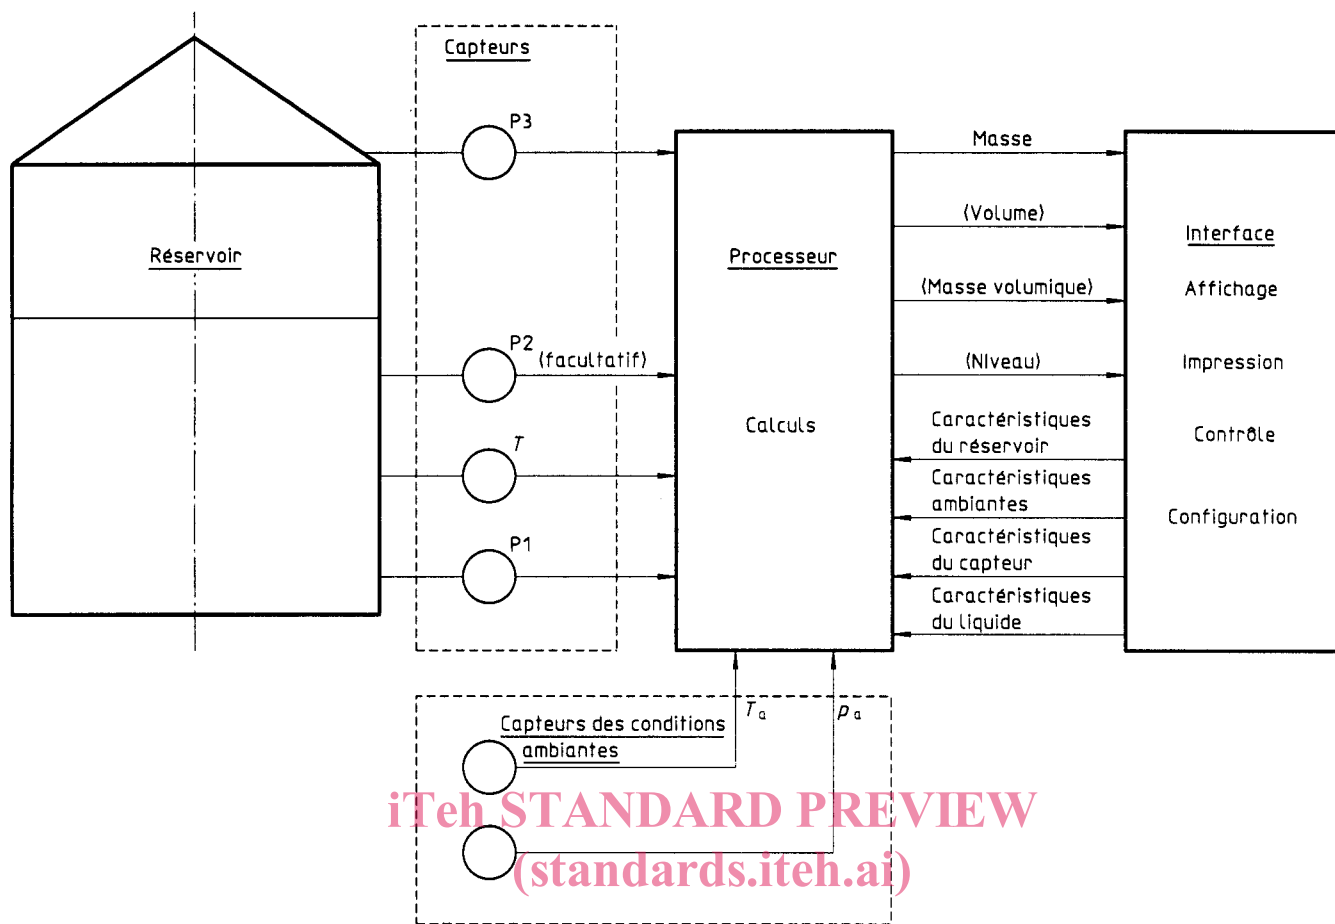 Capteurs
P3
Réservoir
P2
(facultatif)
T
P1
Processeur
Calculs
Masse
(Volume)
(Masse volumique)
(NIveau)
Caractéristiques
du réservoir
Caractéristiques
ambiantes
Caractéristiques
du capteur
Caractéristiques
du liquide
Interface
Affichage
Impression
Contrôle
Configuration
Capteurs des conditions
ambiantes
Ta
pa
iTeh STANDARD PREVIEW
(standards.iteh.ai)